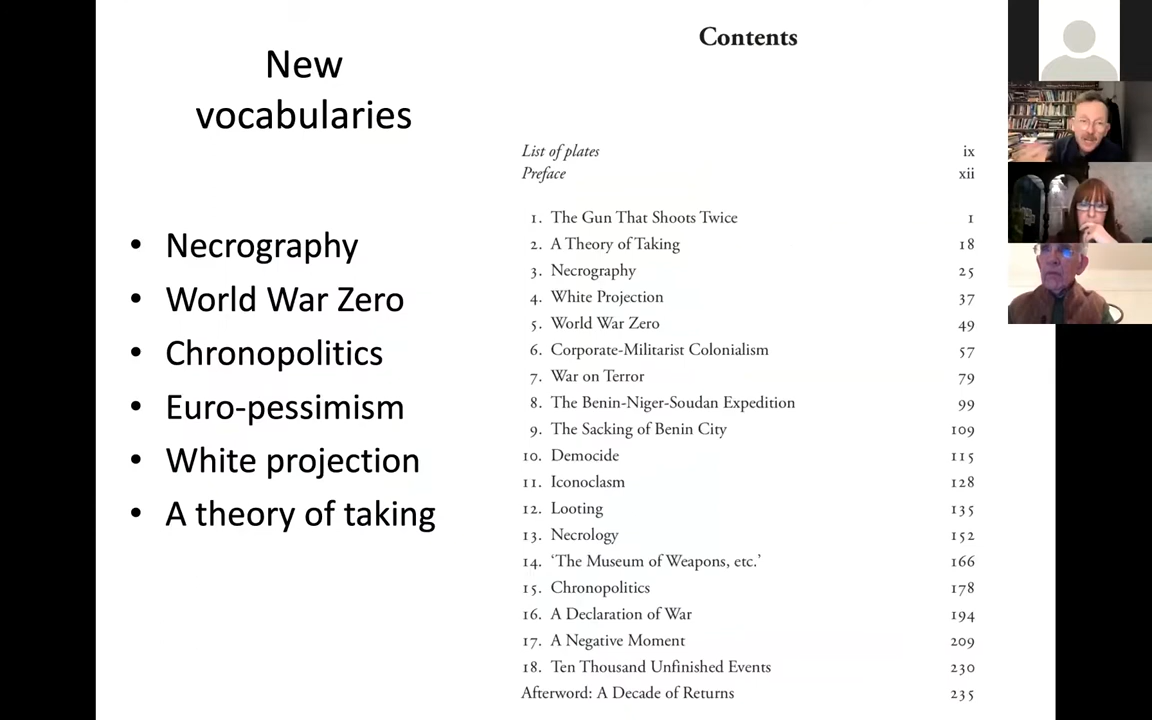 New
vocabularies
• Necrography
• World War Zero
• Chronopolitics
• Euro-pessimism
• White projection
• A theory of taking
Contents
List of plates ix
Preface xii
1. The Gun That Shoots Twice 1
2. A Theory of Taking 18
3. Necrography 25
4. White Projection 37
5. World War Zero 49
6. Corporate-Militarist Colonialism 57
7. War on Terror 79
8. The Benin-Niger-Soudan Expedition 99
9. The Sacking of Benin City 109
10. Democide 115
11. Iconoclasm 128
12. Looting 135
13. Necrology 152
14. ‘The Museum of Weapons, etc.’ 166
15. Chronopolitics 178
16. A Declaration of War 194
17. A Negative Moment 209
18. Ten Thousand Unfinished Events 230
Afterword: A Decade of Returns 235